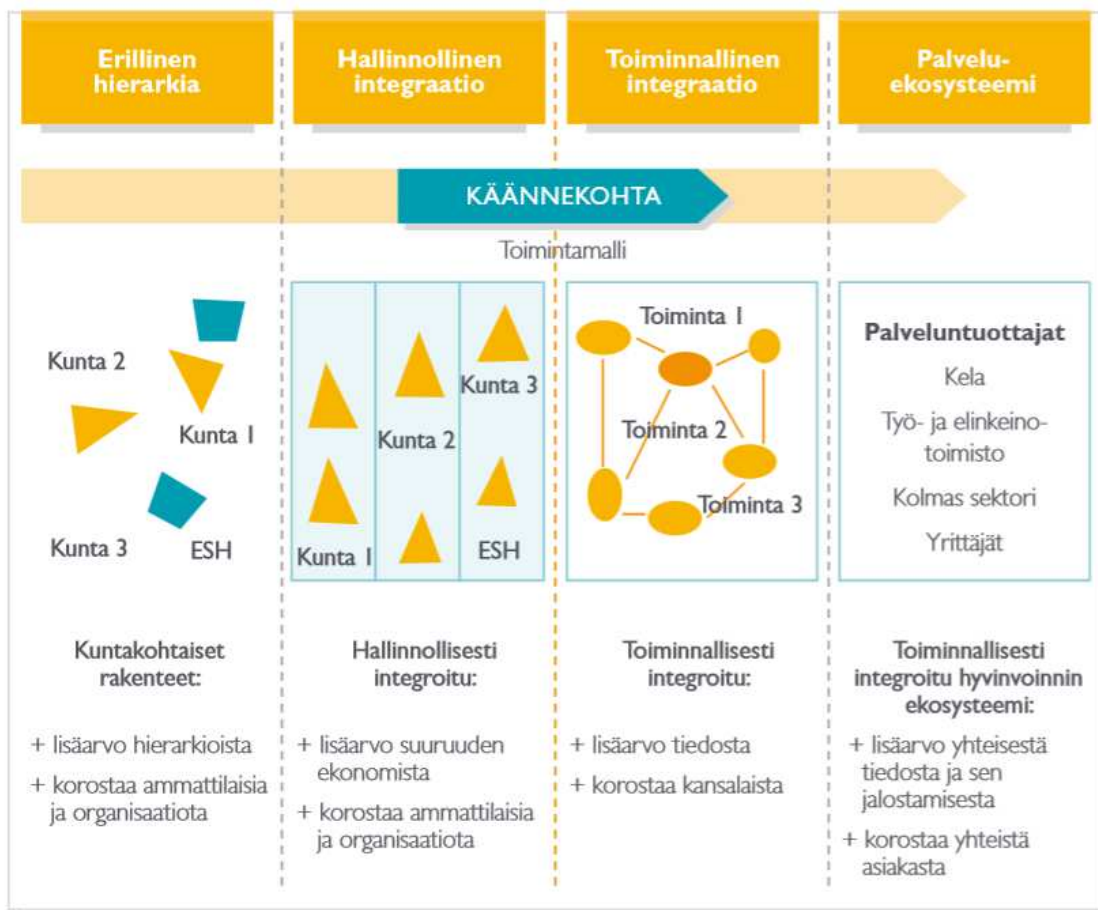 Erillinen
hierarkia
Hallinnollinen
integraatio
Toiminnallinen
integraatio
Palvelu-
ekosysteemi
KÄÄNNEKOHTA
Toimintamalli
Kunta 2
Kunta 1
Kunta 3
ESH
Kunta 3
Kunta 2
Kunta 1
ESH
Toiminta 1
Toiminta 2
Toiminta 3
Palveluntuottajat
Kela
Työ- ja elinkeino-
toimisto
Kolmas sektori
Yrittäjät
Kuntakohtaiset
rakenteet:
+ lisäarvo hierarkioista
+ korostaa ammattilaisia
ja organisaatiota
Hallinnollisesti
integroitu:
+ lisäarvo suuruuden
ekonomista
+ korostaa ammattilaisia
ja organisaatiota
Toiminnallisesti
integroitu:
+ lisäarvo tiedosta
+ korostaa kansalaista
Toiminnallisesti
integroitu hyvinvoinnin
ekosysteemi:
+ lisäarvo yhteisestä
tiedosta ja sen
jalostamisesta
+ korostaa yhteistä
asiakasta